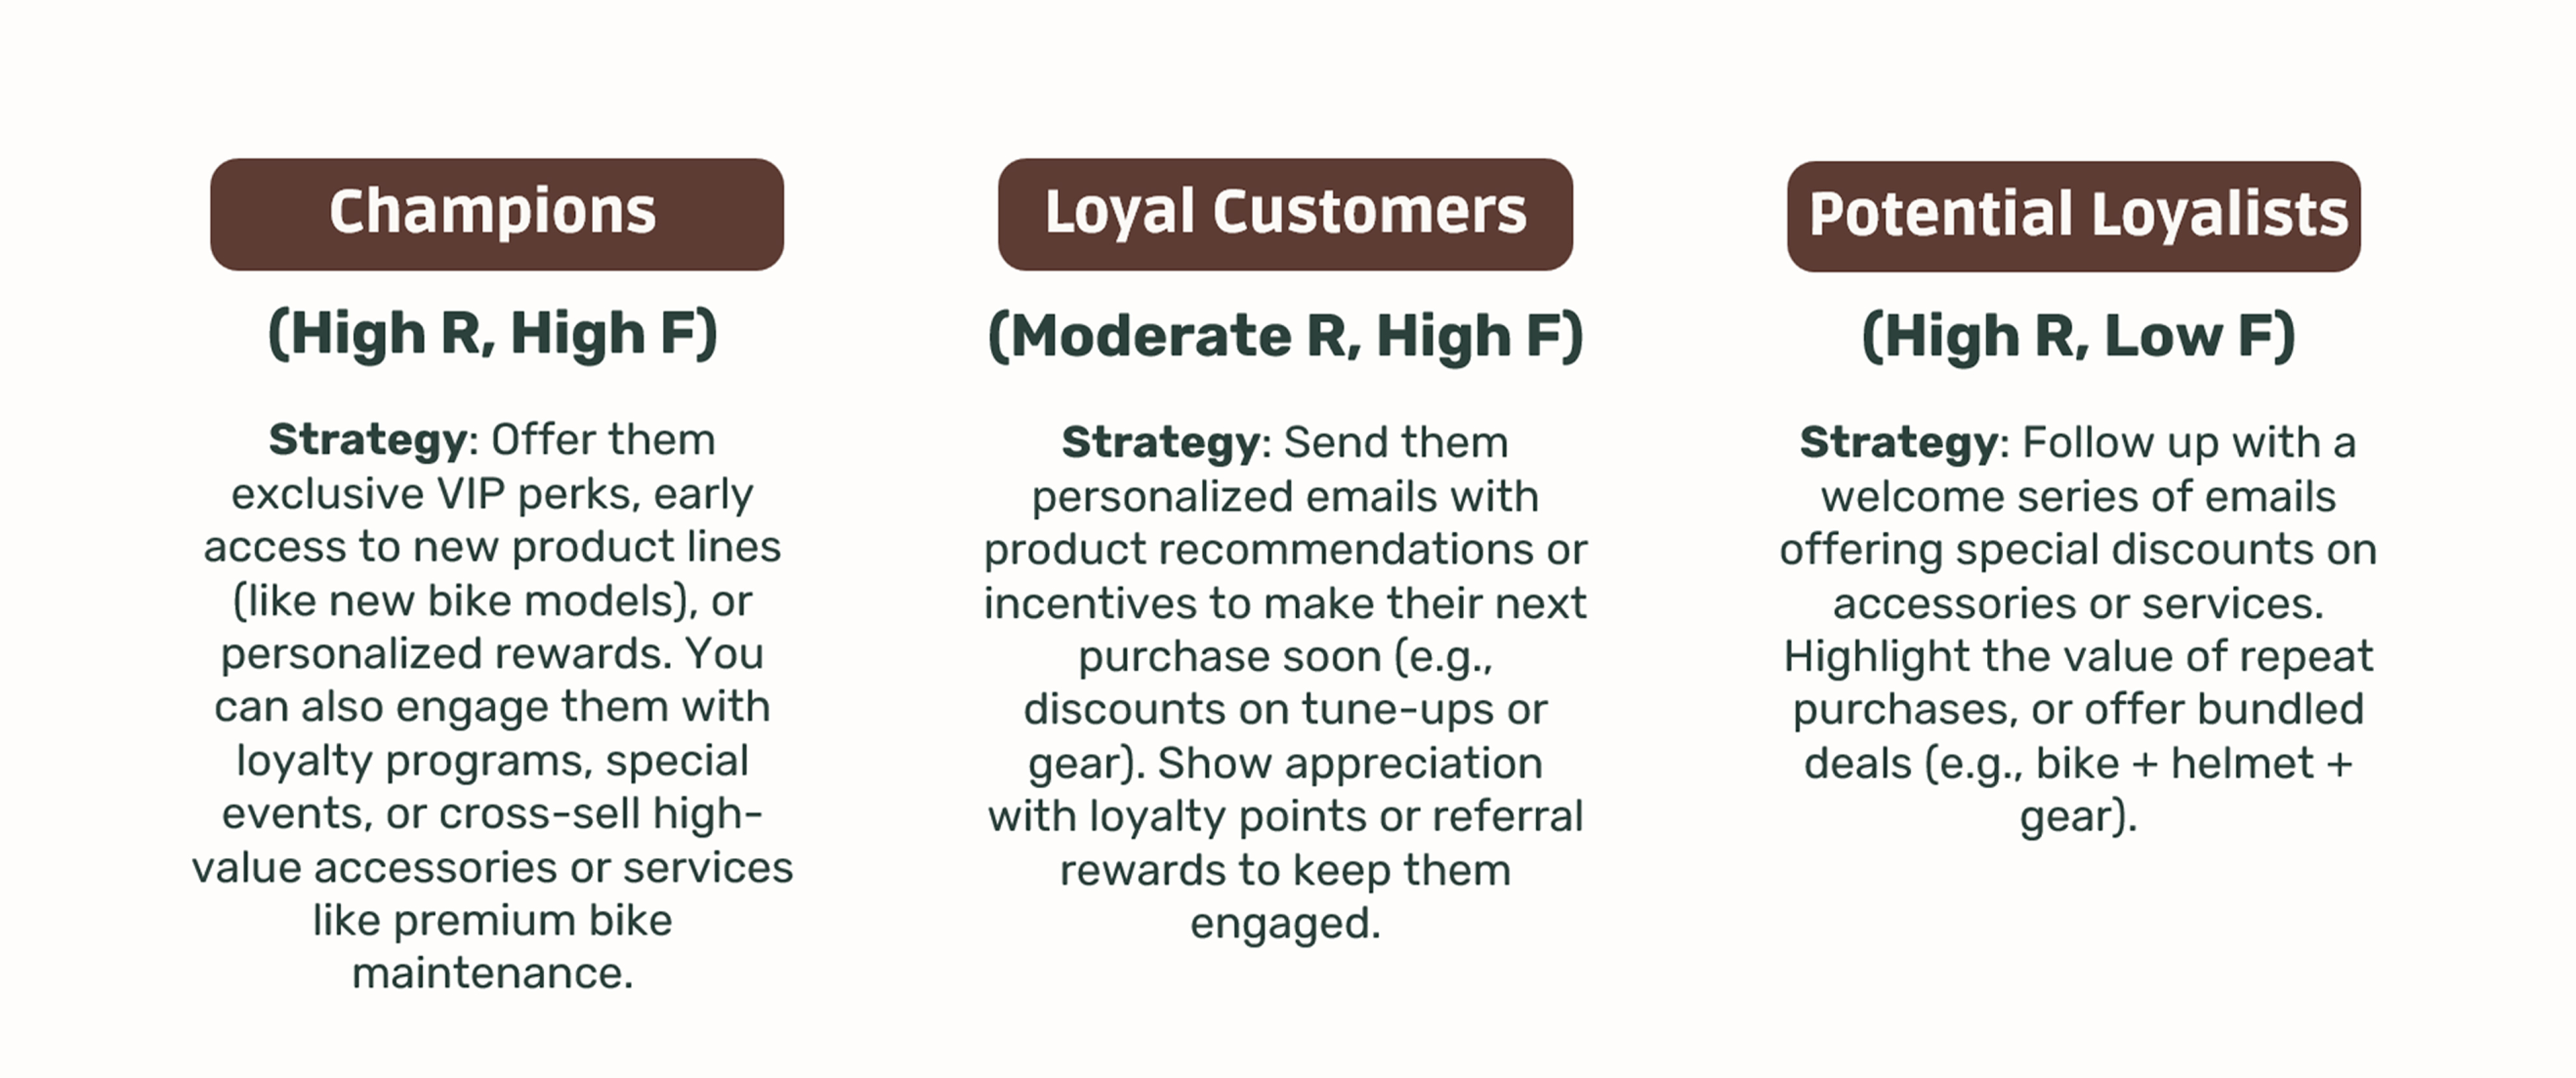 Champions
(High R, High F)
Strategy: Offer them
exclusive VIP perks, early
access to new product lines
(like new bike models), or
personalized rewards. You
can also engage them with
loyalty programs, special
events, or cross-sell high-
value accessories or services
like premium bike
maintenance.
Loyal Customers
(Moderate R, High F)
Strategy: Send them
personalized emails with
product recommendations or
incentives to make their next
purchase soon (e.g.,
discounts on tune-ups or
gear). Show appreciation
with loyalty points or referral
rewards to keep them
engaged.
Potential Loyalists
(High R, Low F)
Strategy: Follow up with a
welcome series of emails
offering special discounts on
accessories or services.
Highlight the value of repeat
purchases, or offer bundled
deals (e.g., bike + helmet +
gear).